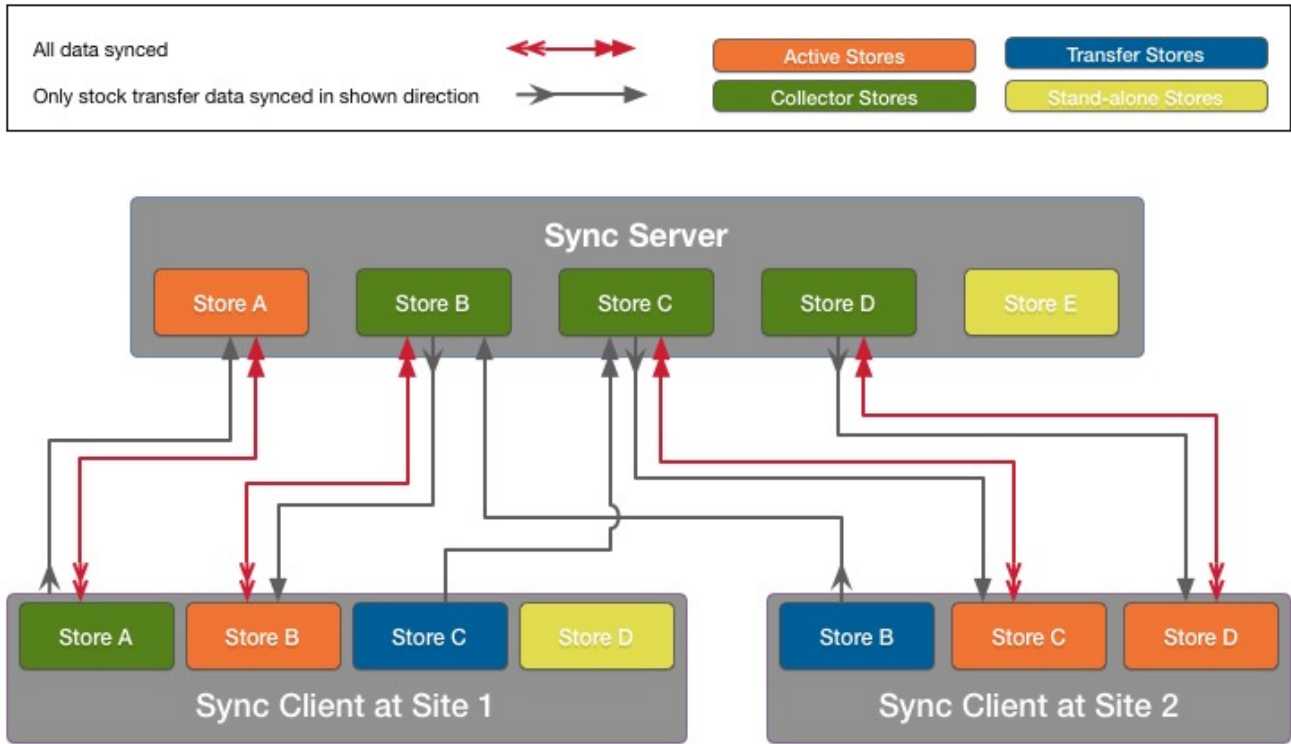 All data synced
Active Stores
Transfer Stores
Only stock transfer data synced in shown direction
Collector Stores
Stand-alone Stores
Sync Server
Store A
Store B
Store C
Store D
Store E
Store A
Store B
Store C
Store D
Store B
Store C
Store D
Sync Client at Site 1
Sync Client at Site 2